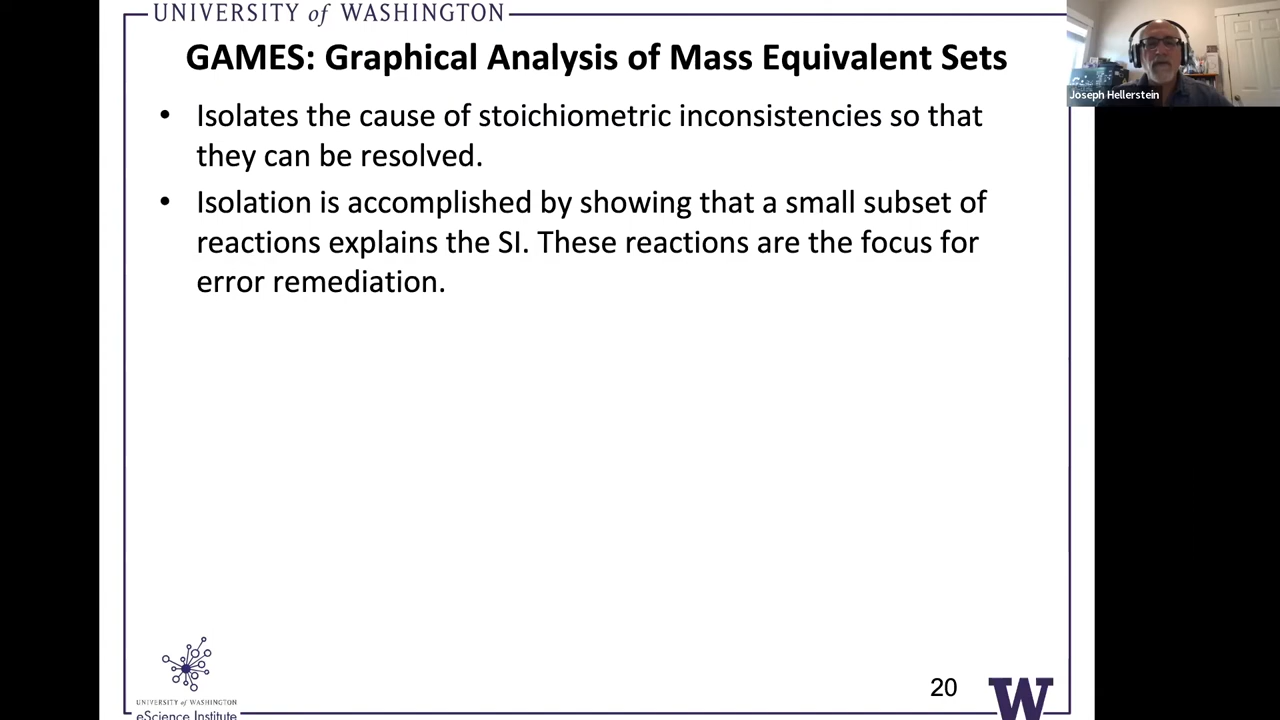 UNIVERSITY of WASHINGTON
GAMES: Graphical Analysis of Mass Equivalent Sets
Joseph Hellerstein
• Isolates the cause of stoichiometric inconsistencies so that
they can be resolved.
• Isolation is accomplished by showing that a small subset of
reactions explains the SI. These reactions are the focus for
error remediation.
20
W
UNIVERSITY of WASHINGTON
eScience Institute